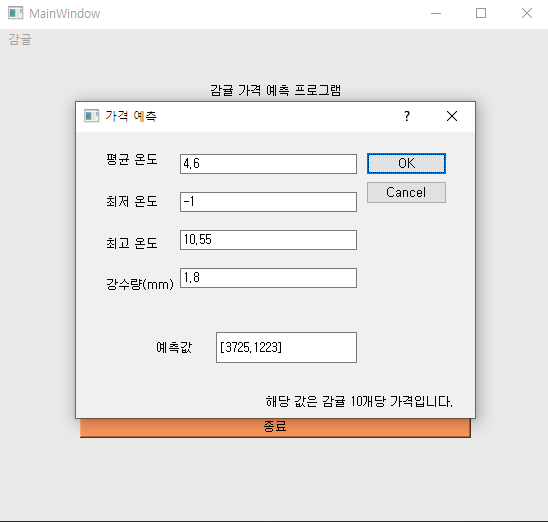 MainWindow
감귤
감귤 가격 예측 프로그램
가격 예측
?
평균 온도 4.6 OK
최저 온도 -1 Cancel
최고 온도 10.55
강수량(mm) 1.8
예측값 [3725.1223]
해당 값은 감귤 10개당 가격입니다.
종료